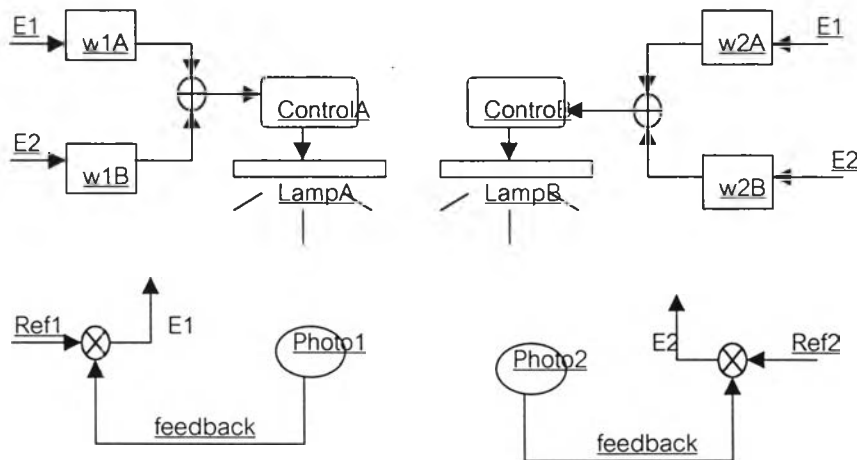 E1
w1A
E2
w1B
ControlA
LampA
E1
w2A
E2
w2B
ControB
LampB
Ref1
E1
Photo1
feedback
Photo2
E2
Ref2
feedback